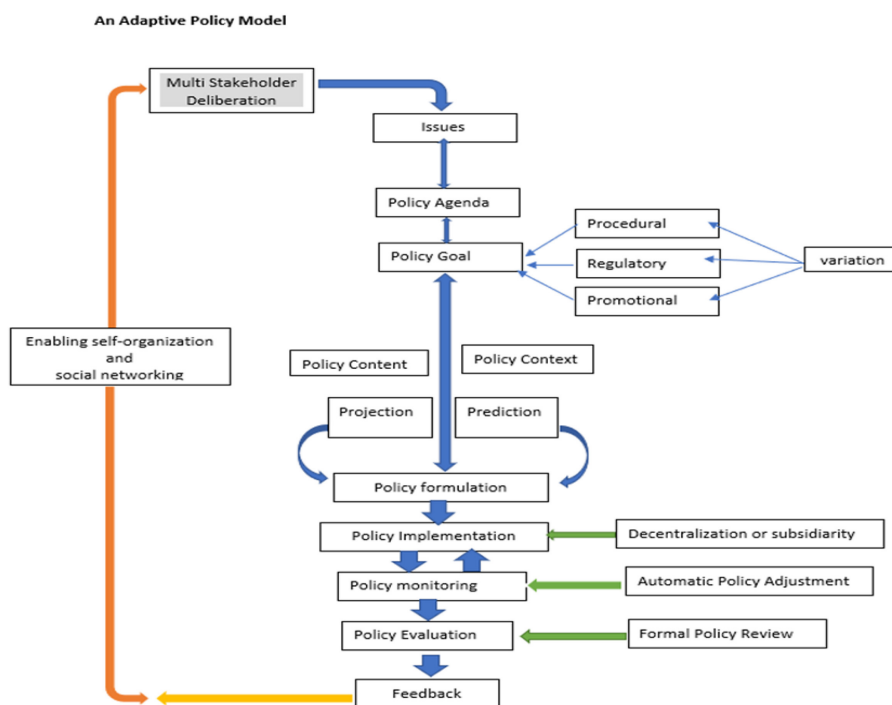 An Adaptive Policy Model
Multi Stakeholder
Deliberation
Issues
Policy Agenda
Procedural
Policy Goal
Regulatory
variation
Promotional
Enabling self-organization
and
social networking
Policy Content
Policy Context
Projection
Prediction
Policy formulation
Policy Implementation
Decentralization or subsidiarity
Policy monitoring
Automatic Policy Adjustment
Policy Evaluation
Formal Policy Review
Feedback